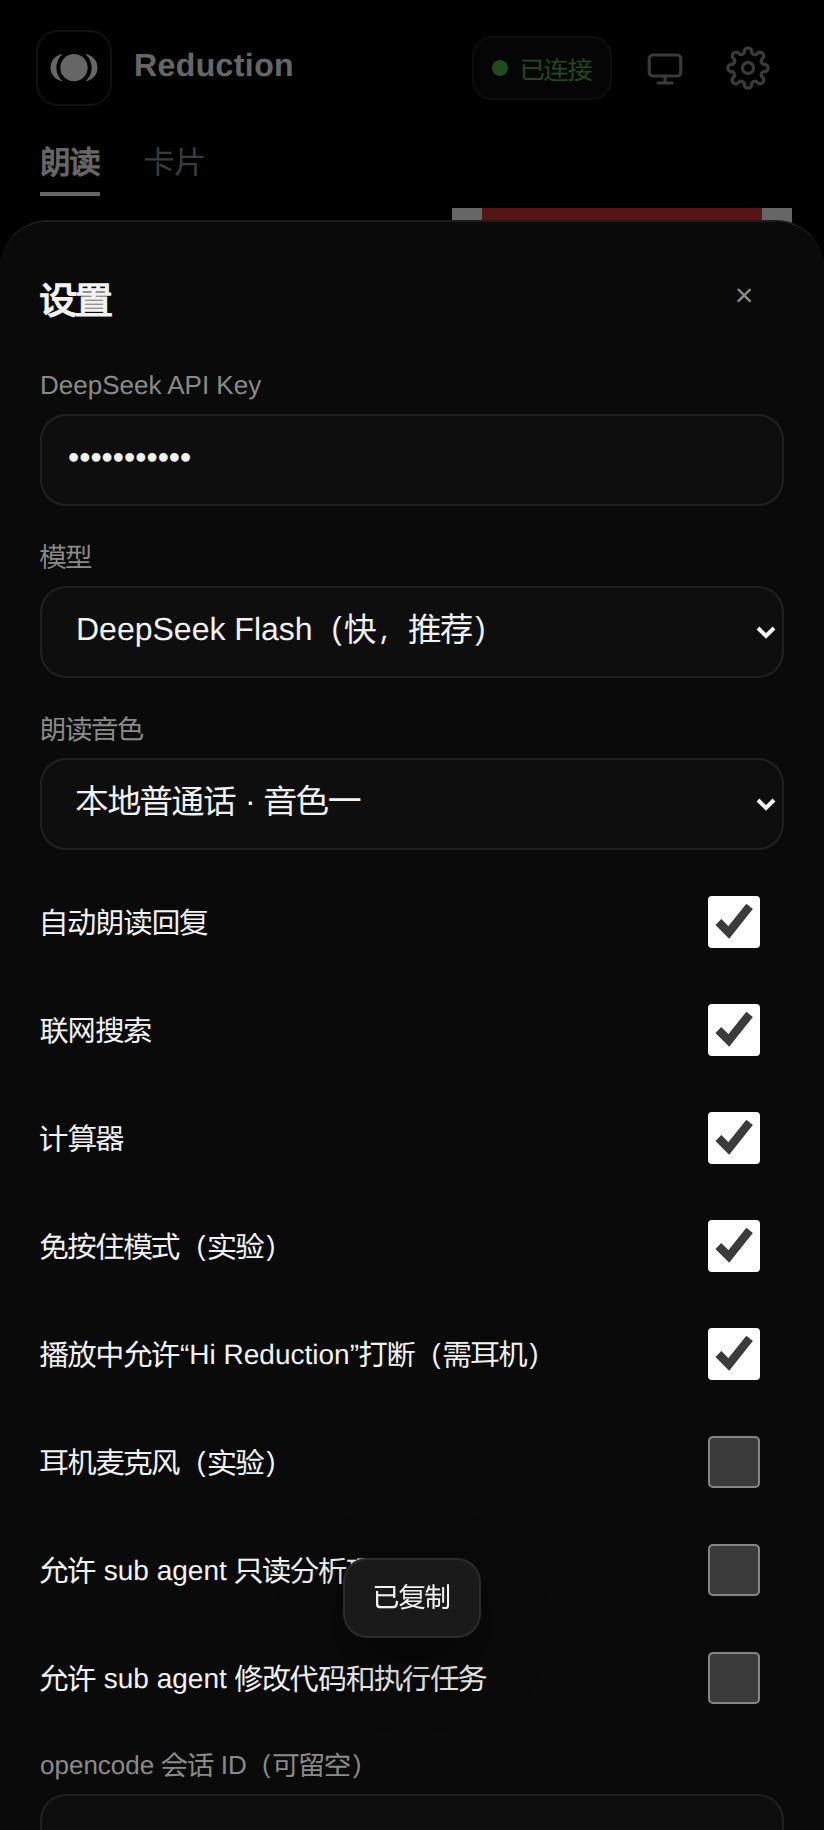 Reduction
已连接
朗读
卡片
设置
×
DeepSeek API Key
•••••••••••
模型
DeepSeek Flash（快，推荐）
朗读音色
本地普通话 · 音色一
自动朗读回复
联网搜索
计算器
免按住模式（实验）
播放中允许“Hi Reduction”打断（需耳机）
耳机麦克风（实验）
允许 sub agent 只读分析
已复制
允许 sub agent 修改代码和执行任务
opencode 会话 ID（可留空）